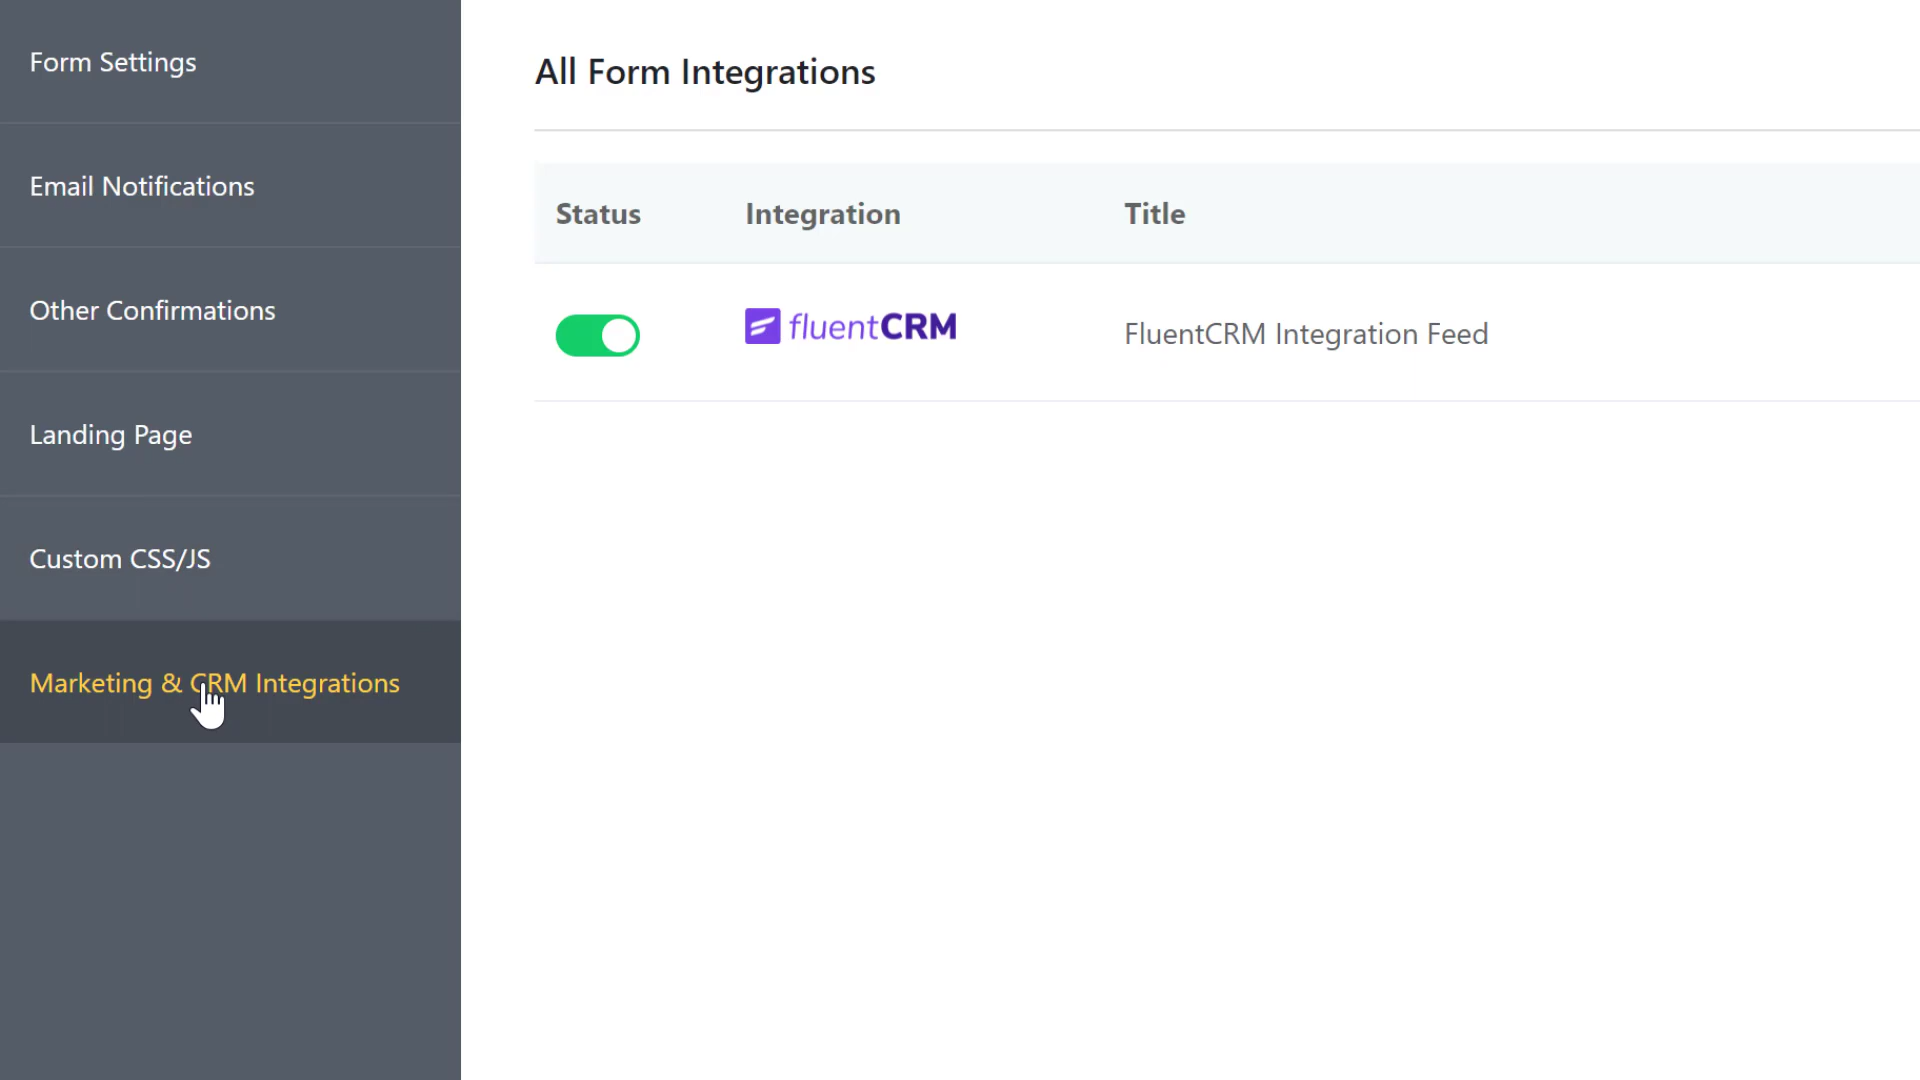 Form Settings
Email Notifications
Other Confirmations
Landing Page
Custom CSS/JS
Marketing & CRM Integrations
All Form Integrations
Status Integration Title
fluentCRM FluentCRM Integration Feed